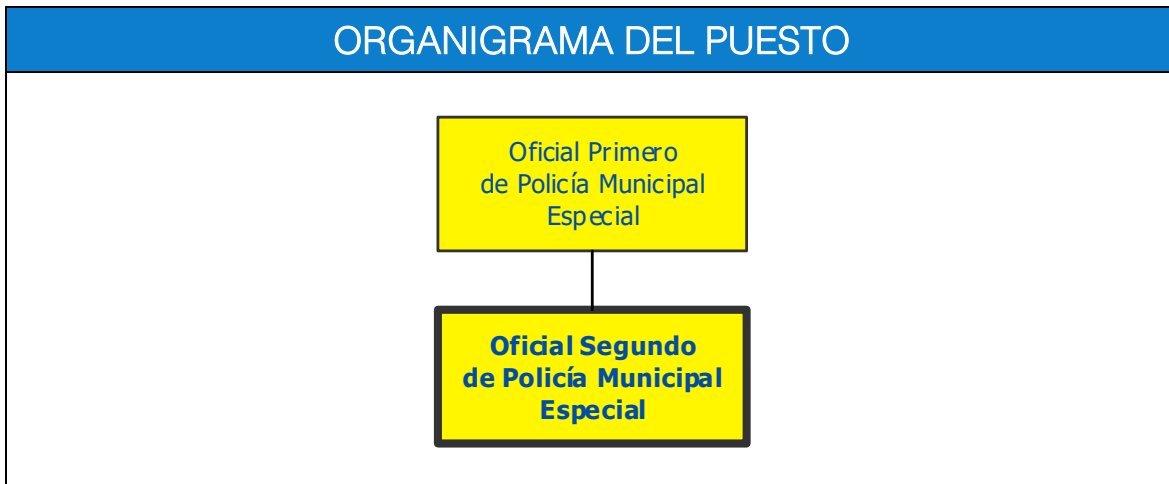 ORGANIGRAMA DEL PUESTO
Oficial Primero
de Policía Municipal
Especial
Oficial Segundo
de Policía Municipal
Especial